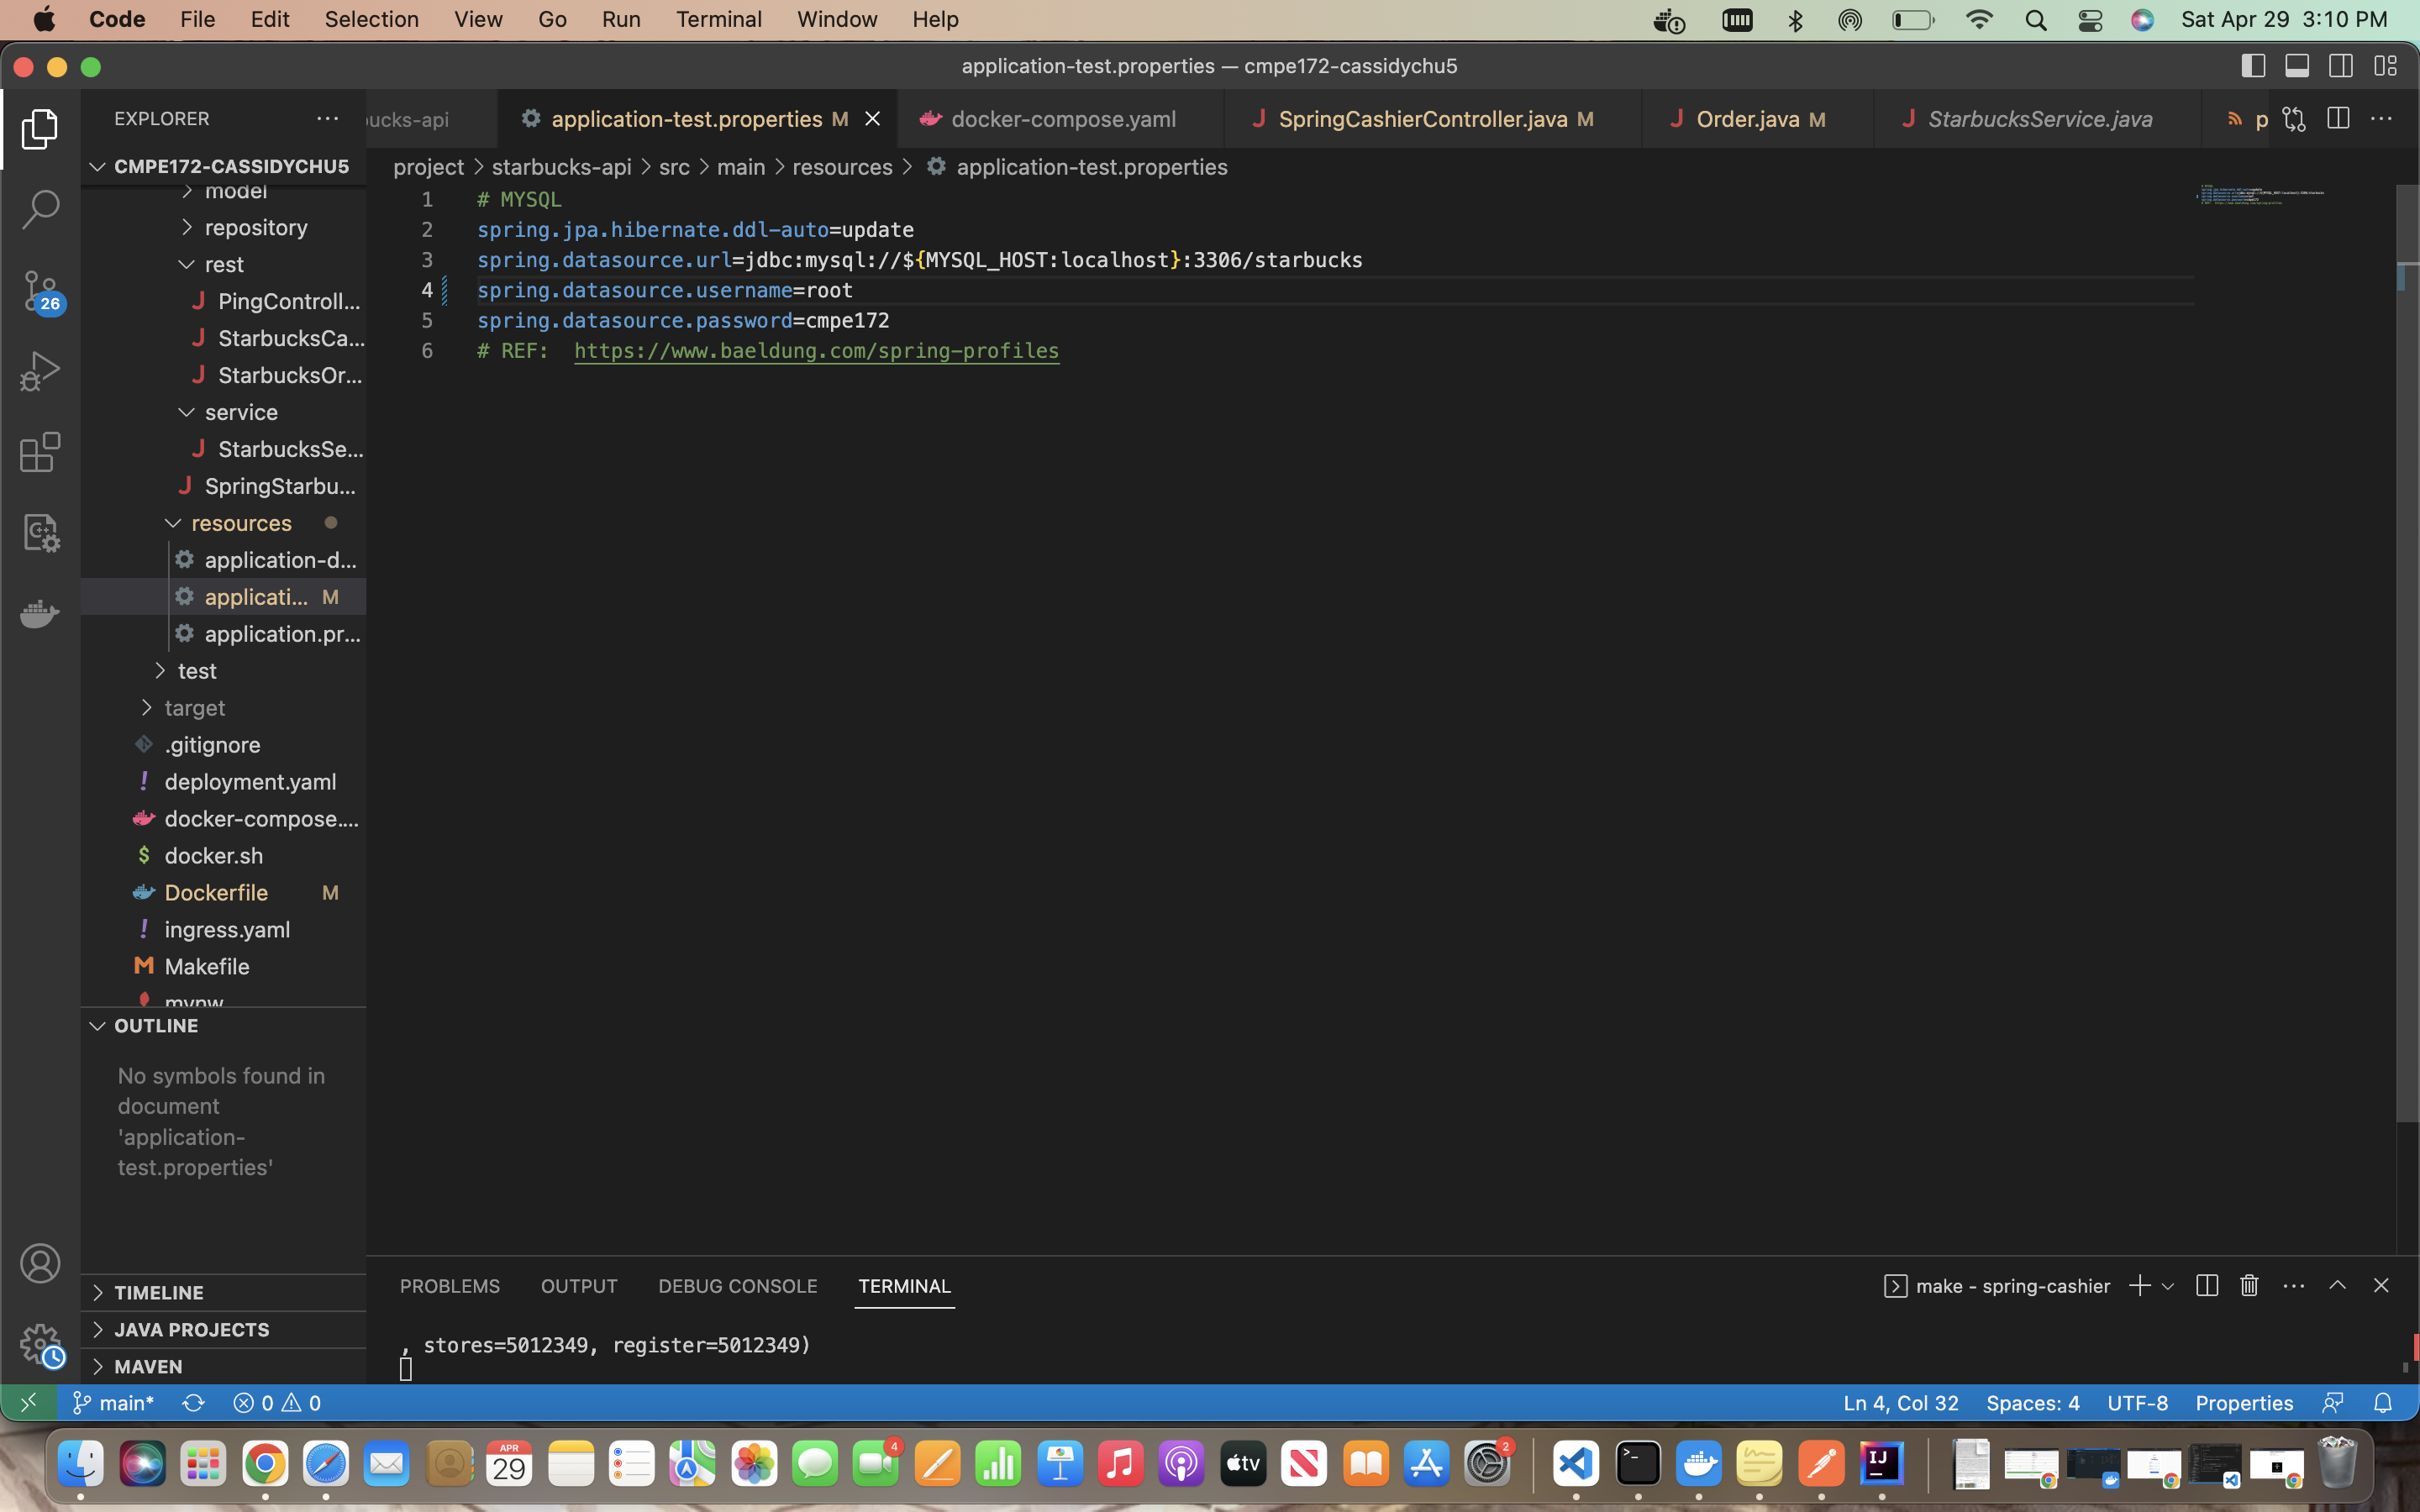 Code File Edit Selection View Go Run Terminal Window Help Sat Apr 29 3:10 PM
application-test.properties — cmpe172-cassidychu5
EXPLORER
ucks-api
application-test.properties M
docker-compose.yaml
SpringCashierController.java M
Order.java M
StarbucksService.java
p
CMPE172-CASSIDYCHU5
project > starbucks-api > src > main > resources > application-test.properties
model
repository
rest
PingControll...
StarbucksCa...
StarbucksOr...
service
StarbucksSe...
SpringStarbu...
resources
application-d...
applicati... M
application.pr...
test
target
.gitignore
deployment.yaml
docker-compose....
docker.sh
Dockerfile M
ingress.yaml
Makefile
mypw
26
1 # MYSQL
2 spring.jpa.hibernate.ddl-auto=update
3 spring.datasource.url=jdbc:mysql://${MYSQL_HOST:localhost}:3306/starbucks
4 spring.datasource.username=root
5 spring.datasource.password=cmpe172
6 # REF:  https://www.baeldung.com/spring-profiles
OUTLINE
No symbols found in
document
'application-
test.properties'
TIMELINE
JAVA PROJECTS
MAVEN
PROBLEMS OUTPUT DEBUG CONSOLE TERMINAL
make - spring-cashier
, stores=5012349, register=5012349)
main* 0 0
Ln 4, Col 32 Spaces: 4 UTF-8 Properties
APR
29
4
tv
2
IJ